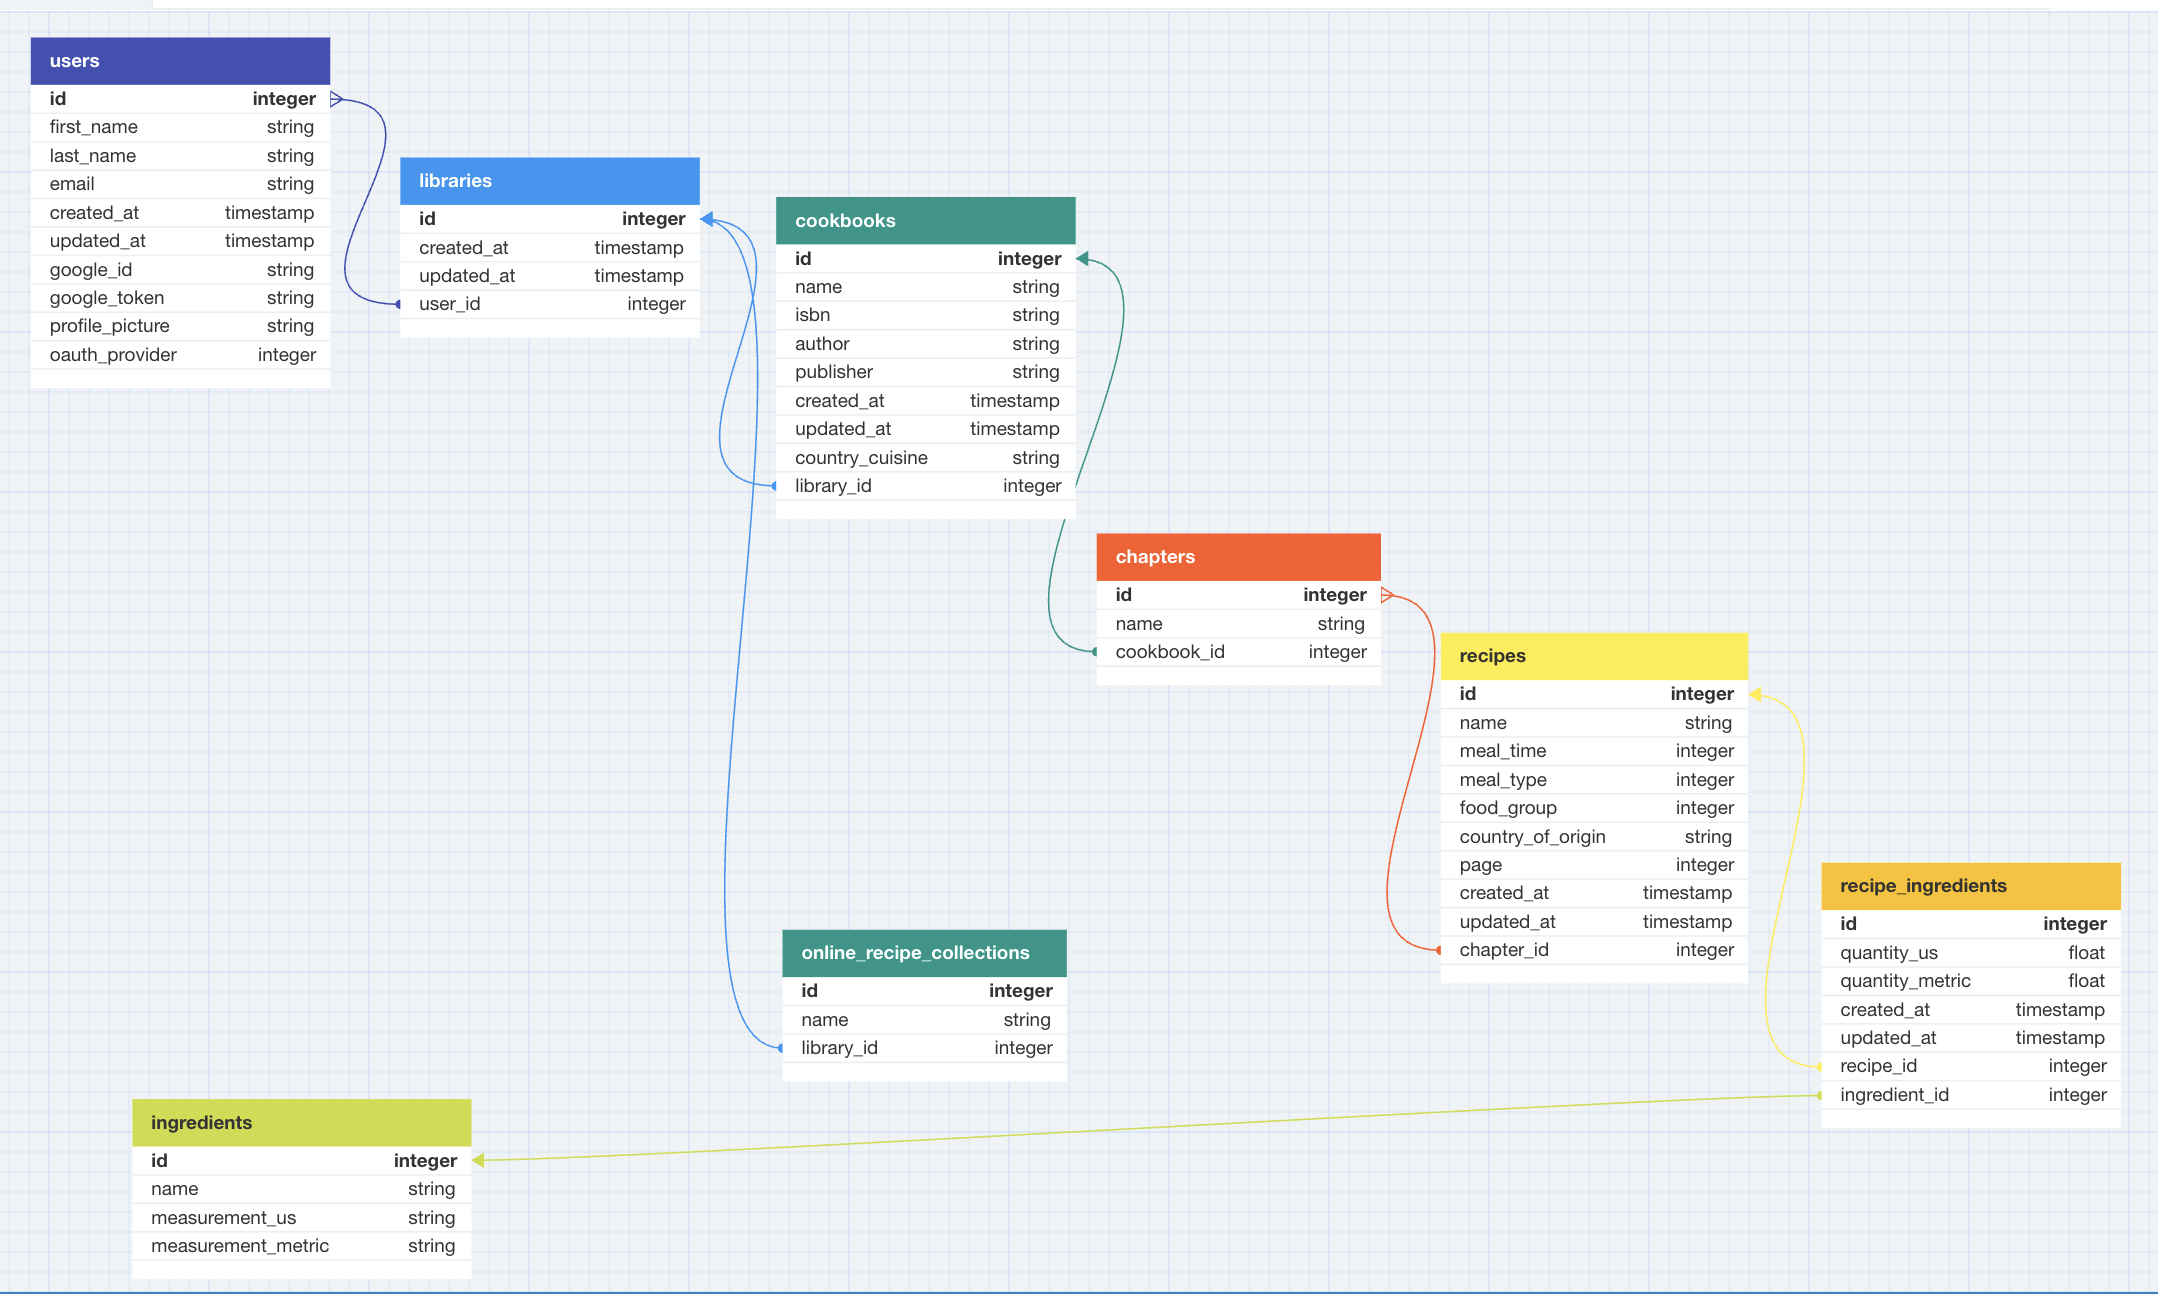 users
id integer
first_name string
last_name string
email string
created_at timestamp
updated_at timestamp
google_id string
google_token string
profile_picture string
oauth_provider integer
libraries
id integer
created_at timestamp
updated_at timestamp
user_id integer
cookbooks
id integer
name string
isbn string
author string
publisher string
created_at timestamp
updated_at timestamp
country_cuisine string
library_id integer
chapters
id integer
name string
cookbook_id integer
recipes
id integer
name string
meal_time integer
meal_type integer
food_group integer
country_of_origin string
page integer
created_at timestamp
updated_at timestamp
chapter_id integer
recipe_ingredients
id integer
quantity_us float
quantity_metric float
created_at timestamp
updated_at timestamp
recipe_id integer
ingredient_id integer
online_recipe_collections
id integer
name string
library_id integer
ingredients
id integer
name string
measurement_us string
measurement_metric string